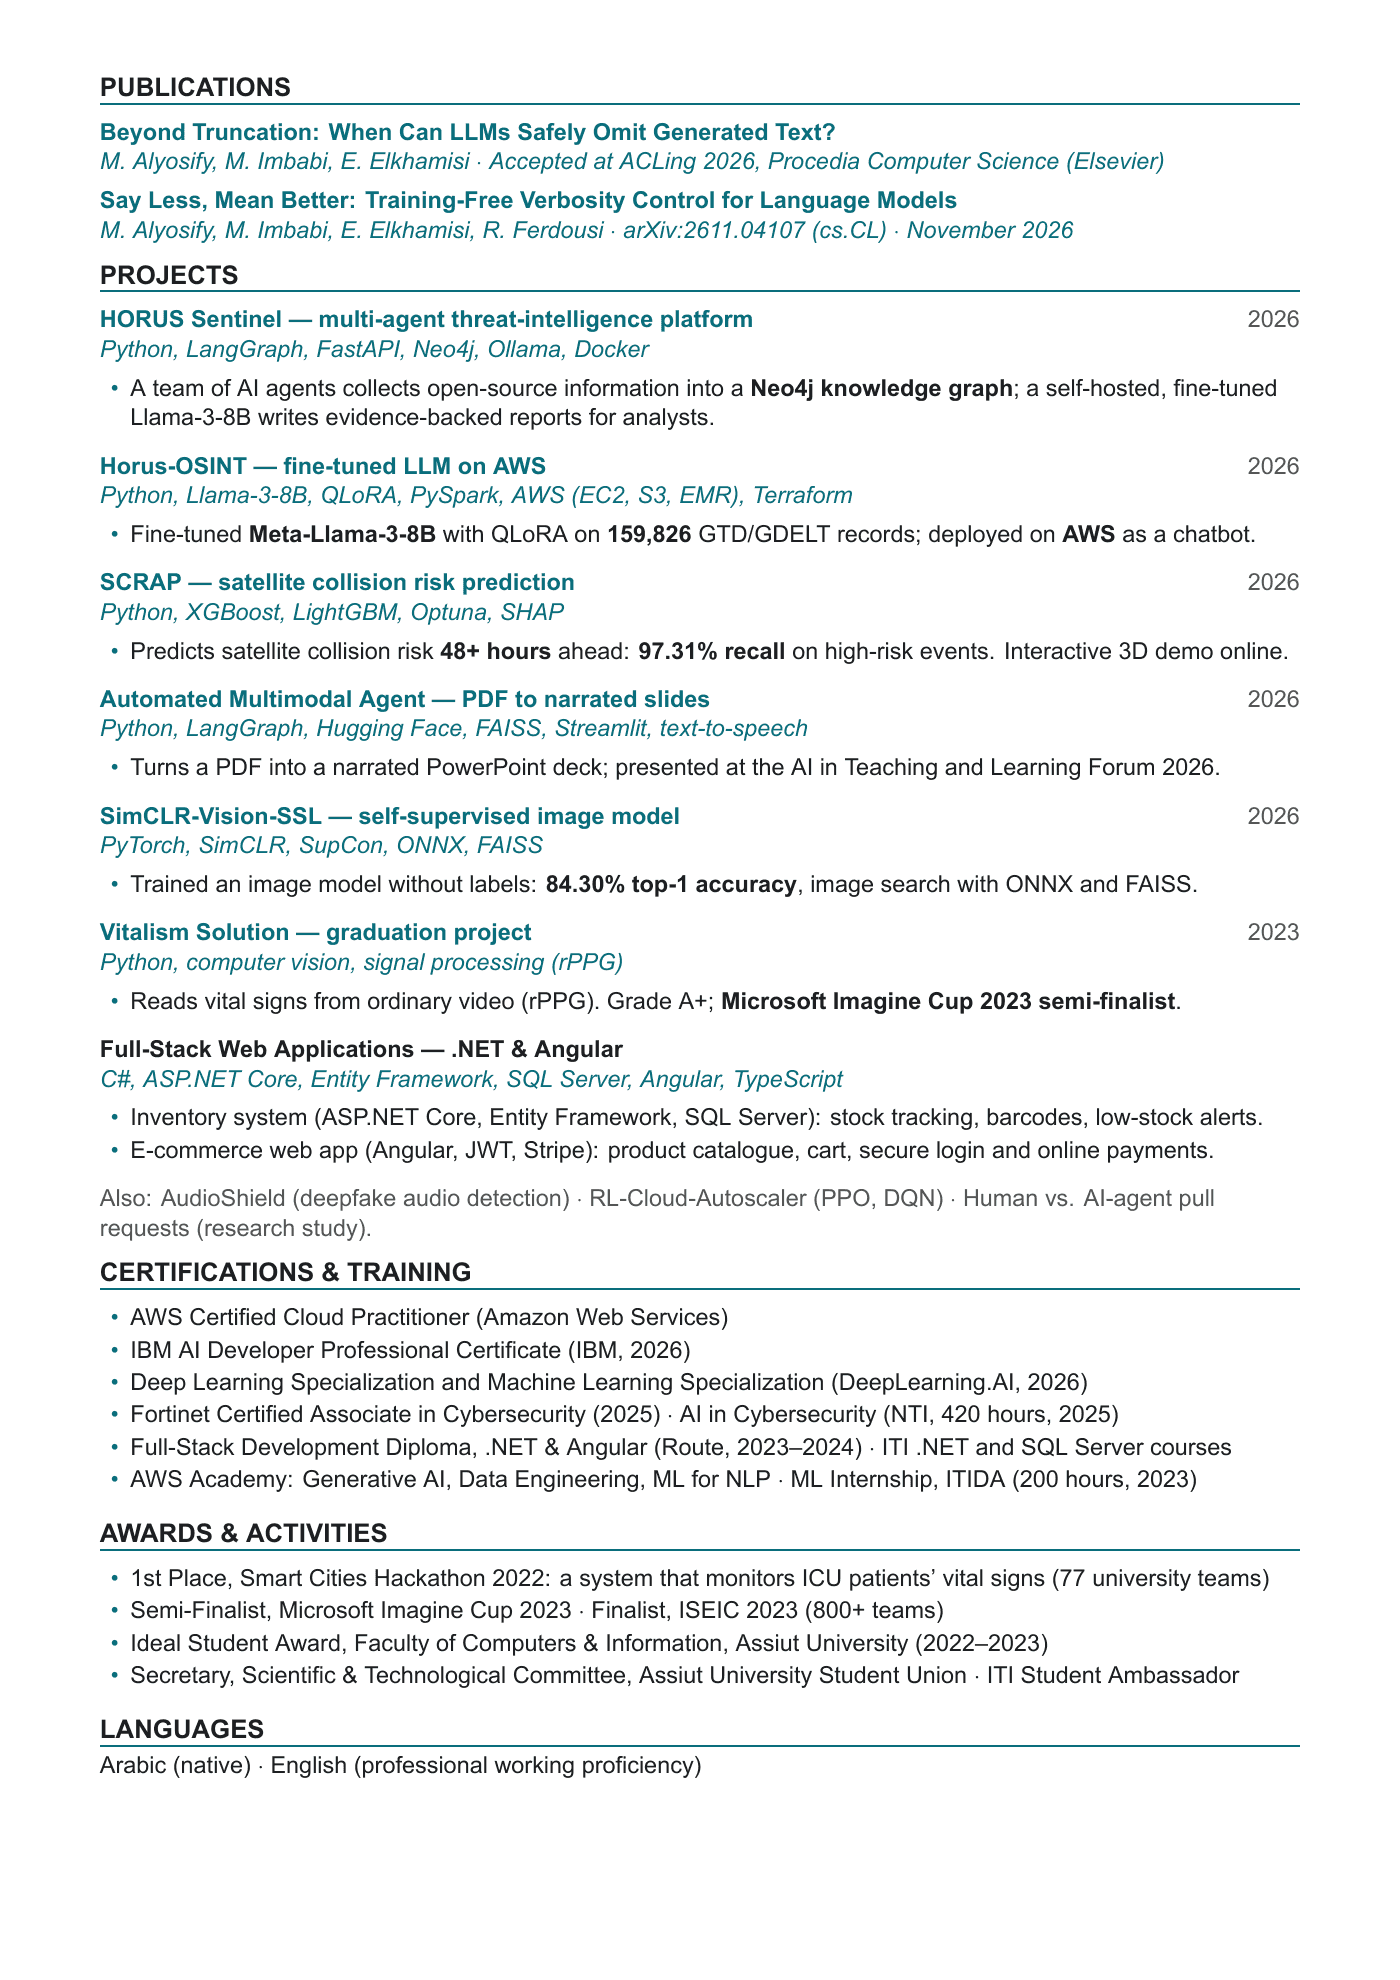 PUBLICATIONS
Beyond Truncation: When Can LLMs Safely Omit Generated Text?
M. Alyosify, M. Imbabi, E. Elkhamisi · Accepted at ACLing 2026, Procedia Computer Science (Elsevier)
Say Less, Mean Better: Training-Free Verbosity Control for Language Models
M. Alyosify, M. Imbabi, E. Elkhamisi, R. Ferdousi · arXiv:2611.04107 (cs.CL) · November 2026
PROJECTS
HORUS Sentinel — multi-agent threat-intelligence platform 2026
Python, LangGraph, FastAPI, Neo4j, Ollama, Docker
• A team of AI agents collects open-source information into a Neo4j knowledge graph; a self-hosted, fine-tuned
Llama-3-8B writes evidence-backed reports for analysts.
Horus-OSINT — fine-tuned LLM on AWS 2026
Python, Llama-3-8B, QLoRA, PySpark, AWS (EC2, S3, EMR), Terraform
• Fine-tuned Meta-Llama-3-8B with QLoRA on 159,826 GTD/GDELT records; deployed on AWS as a chatbot.
SCRAP — satellite collision risk prediction 2026
Python, XGBoost, LightGBM, Optuna, SHAP
• Predicts satellite collision risk 48+ hours ahead: 97.31% recall on high-risk events. Interactive 3D demo online.
Automated Multimodal Agent — PDF to narrated slides 2026
Python, LangGraph, Hugging Face, FAISS, Streamlit, text-to-speech
• Turns a PDF into a narrated PowerPoint deck; presented at the AI in Teaching and Learning Forum 2026.
SimCLR-Vision-SSL — self-supervised image model 2026
PyTorch, SimCLR, SupCon, ONNX, FAISS
• Trained an image model without labels: 84.30% top-1 accuracy, image search with ONNX and FAISS.
Vitalism Solution — graduation project 2023
Python, computer vision, signal processing (rPPG)
• Reads vital signs from ordinary video (rPPG). Grade A+; Microsoft Imagine Cup 2023 semi-finalist.
Full-Stack Web Applications — .NET & Angular
C#, ASP.NET Core, Entity Framework, SQL Server, Angular, TypeScript
• Inventory system (ASP.NET Core, Entity Framework, SQL Server): stock tracking, barcodes, low-stock alerts.
• E-commerce web app (Angular, JWT, Stripe): product catalogue, cart, secure login and online payments.
Also: AudioShield (deepfake audio detection) · RL-Cloud-Autoscaler (PPO, DQN) · Human vs. AI-agent pull
requests (research study).
CERTIFICATIONS & TRAINING
• AWS Certified Cloud Practitioner (Amazon Web Services)
• IBM AI Developer Professional Certificate (IBM, 2026)
• Deep Learning Specialization and Machine Learning Specialization (DeepLearning.AI, 2026)
• Fortinet Certified Associate in Cybersecurity (2025) · AI in Cybersecurity (NTI, 420 hours, 2025)
• Full-Stack Development Diploma, .NET & Angular (Route, 2023–2024) · ITI .NET and SQL Server courses
• AWS Academy: Generative AI, Data Engineering, ML for NLP · ML Internship, ITIDA (200 hours, 2023)
AWARDS & ACTIVITIES
• 1st Place, Smart Cities Hackathon 2022: a system that monitors ICU patients’ vital signs (77 university teams)
• Semi-Finalist, Microsoft Imagine Cup 2023 · Finalist, ISEIC 2023 (800+ teams)
• Ideal Student Award, Faculty of Computers & Information, Assiut University (2022–2023)
• Secretary, Scientific & Technological Committee, Assiut University Student Union · ITI Student Ambassador
LANGUAGES
Arabic (native) · English (professional working proficiency)